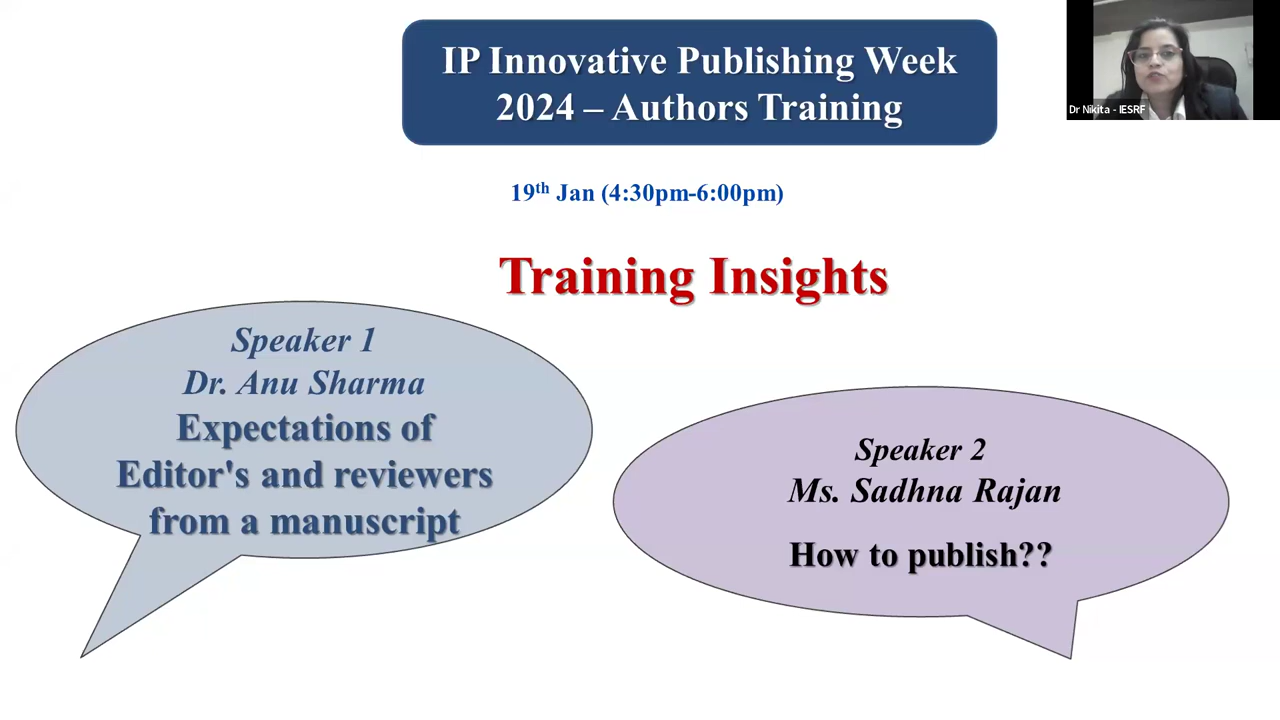 IP Innovative Publishing Week
2024 – Authors Training
Dr Nikita - IESRF
19th Jan (4:30pm-6:00pm)
Training Insights
Speaker 1
Dr. Anu Sharma
Expectations of
Editor's and reviewers
from a manuscript
Speaker 2
Ms. Sadhna Rajan
How to publish??